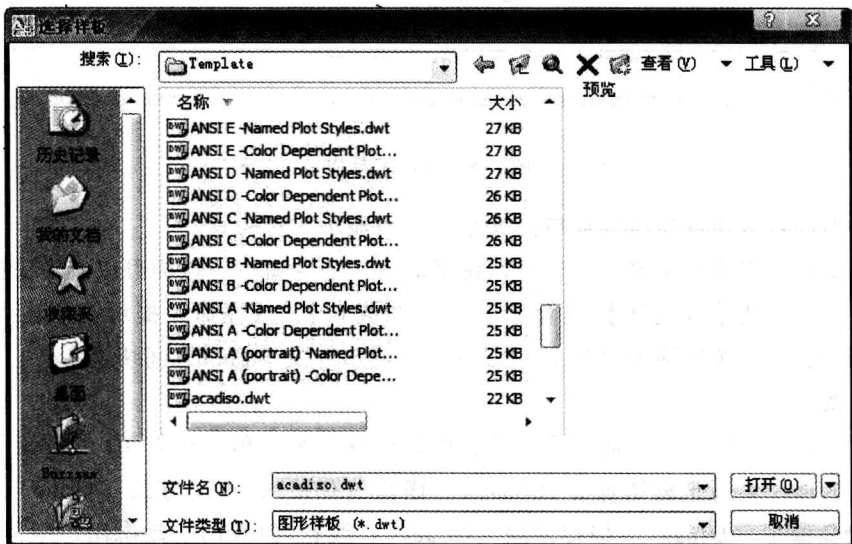 选择样板
搜索(I):
Template
查看(V)
工具(L)
历史记录
我的文档
收藏夹
桌面
Buzzsaw
名称
大小
预览
ANSI E -Named Plot Styles.dwt 27 KB
ANSI E -Color Dependent Plot... 27 KB
ANSI D -Named Plot Styles.dwt 27 KB
ANSI D -Color Dependent Plot... 26 KB
ANSI C -Named Plot Styles.dwt 26 KB
ANSI C -Color Dependent Plot... 26 KB
ANSI B -Named Plot Styles.dwt 25 KB
ANSI B -Color Dependent Plot... 25 KB
ANSI A -Named Plot Styles.dwt 25 KB
ANSI A -Color Dependent Plot... 25 KB
ANSI A (portrait) -Named Plot... 25 KB
ANSI A (portrait) -Color Depe... 25 KB
acadiso.dwt 22 KB
文件名(N):
acadiso.dwt
打开(O)
文件类型(T):
图形样板 (*.dwt)
取消